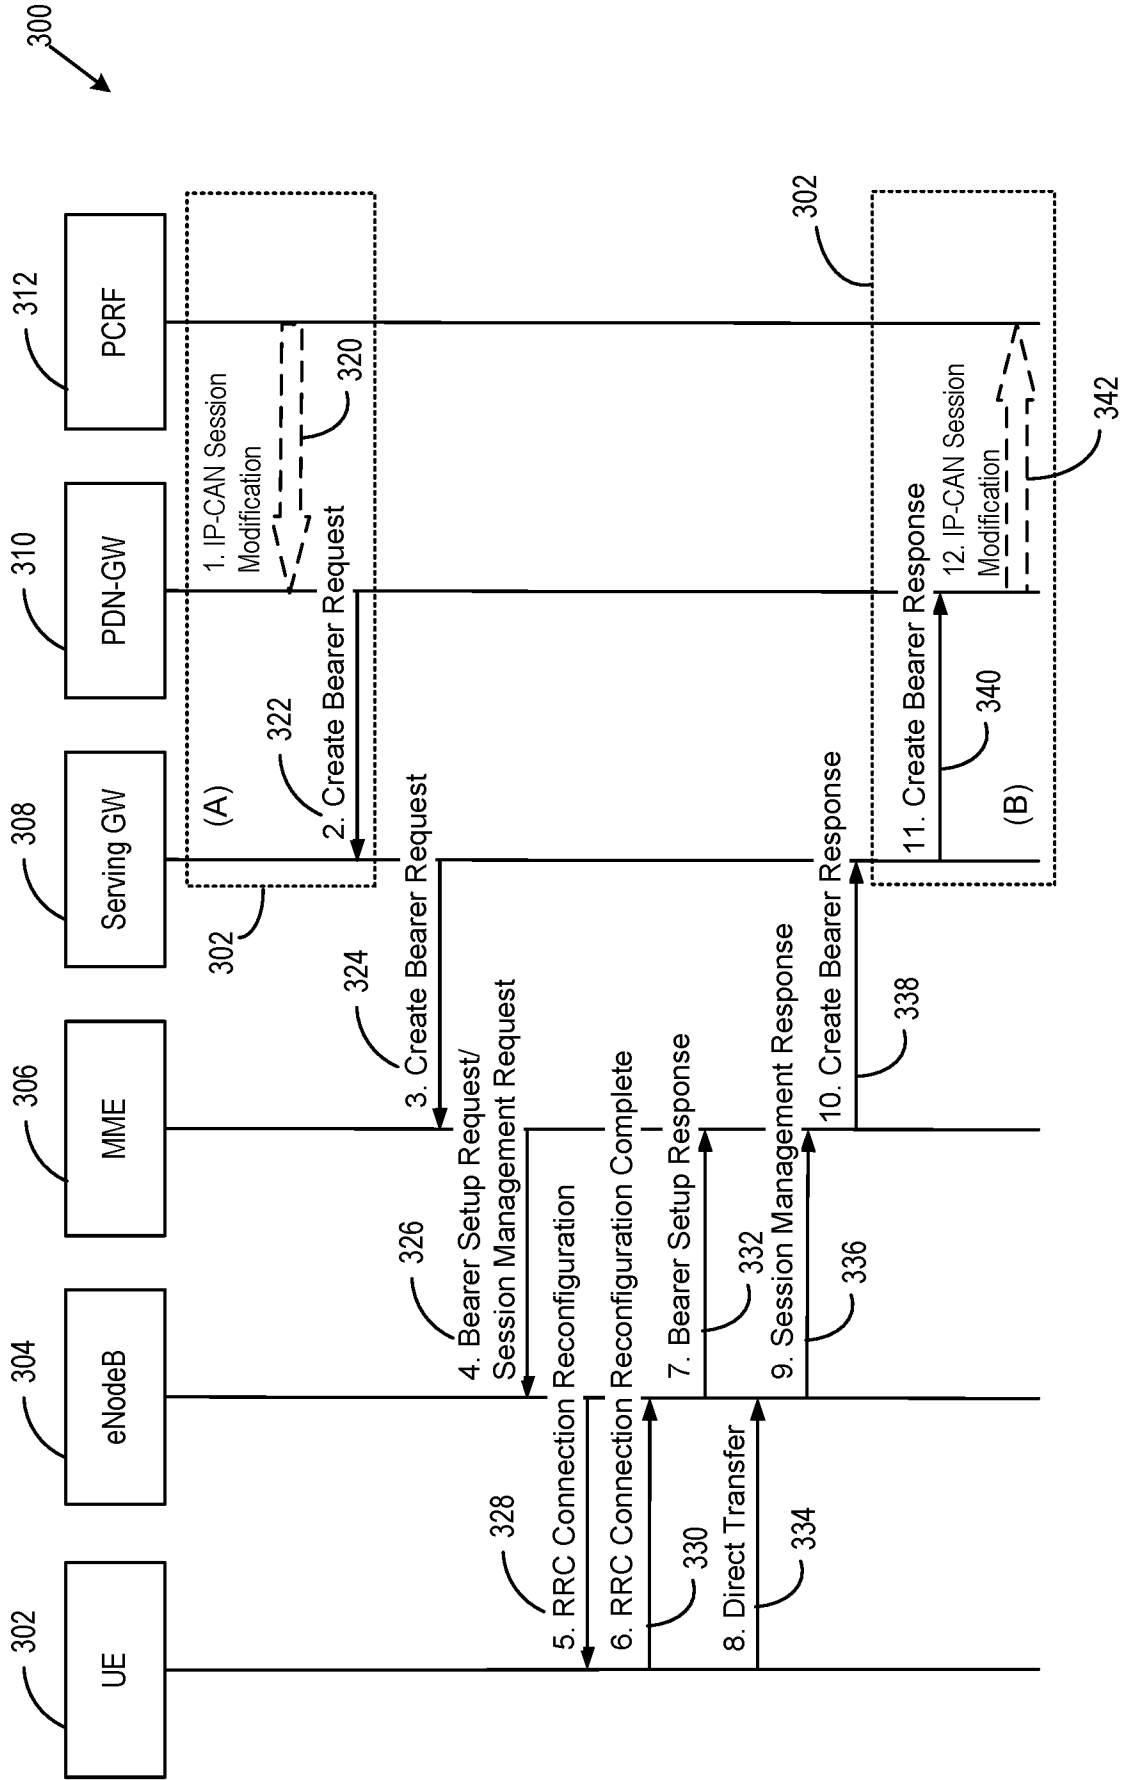 300
302
304
306
308
310
312
UE
eNodeB
MME
Serving GW
PDN-GW
PCRF
302
(A)
1. IP-CAN Session
Modification
320
322
2. Create Bearer Request
324
3. Create Bearer Request
326
4. Bearer Setup Request/
Session Management Request
328
5. RRC Connection Reconfiguration
6. RRC Connection Reconfiguration Complete
330
7. Bearer Setup Response
332
8. Direct Transfer
334
9. Session Management Response
336
10. Create Bearer Response
338
302
11. Create Bearer Response
340
12. IP-CAN Session
Modification
342
(B)